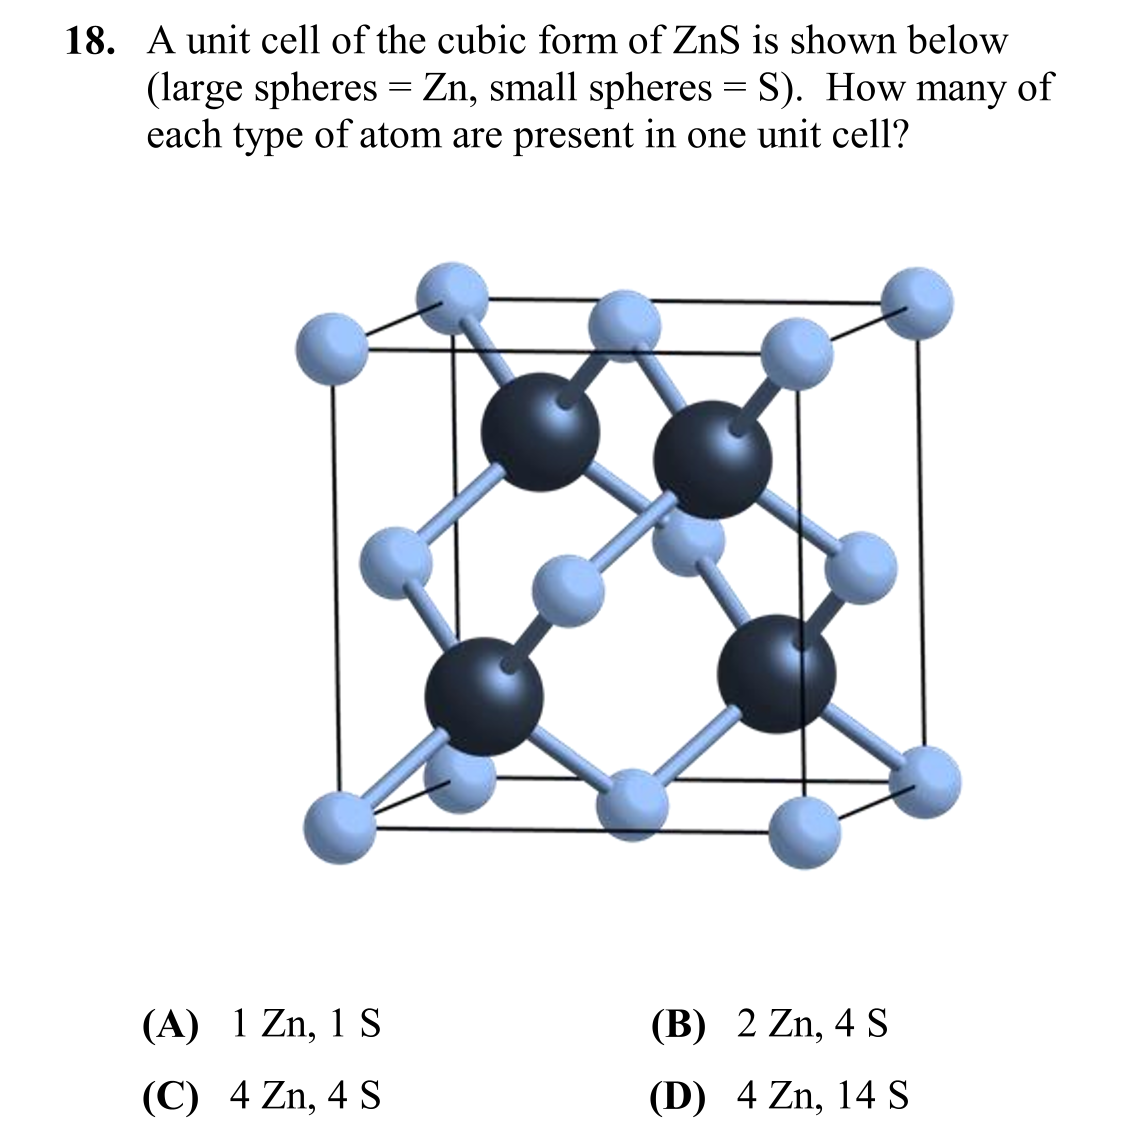 18. A unit cell of the cubic form of ZnS is shown below
(large spheres = Zn, small spheres = S). How many of
each type of atom are present in one unit cell?
(A) 1 Zn, 1 S (B) 2 Zn, 4 S
(C) 4 Zn, 4 S (D) 4 Zn, 14 S